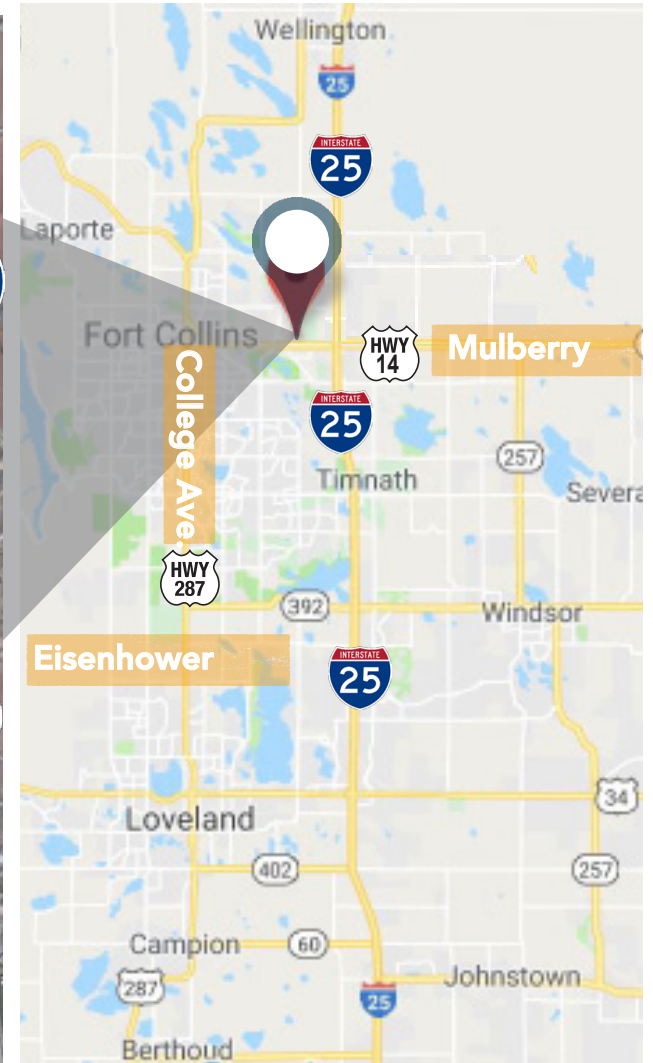 Wellington
25
INTERSTATE
25
Laporte
Fort Collins
HWY
14
Mulberry
College Ave.
INTERSTATE
25
257
Timnath
Severa
HWY
287
392
Windsor
Eisenhower
INTERSTATE
25
34
Loveland
402
257
Campion
60
Johnstown
287
25
Berthoud